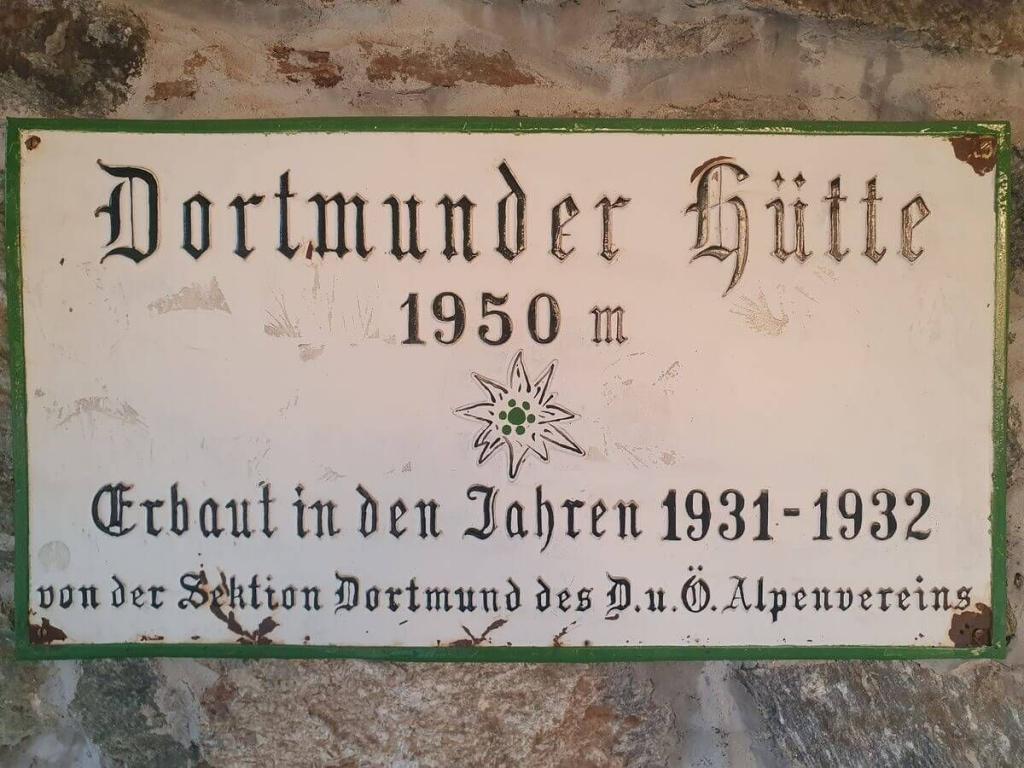 Dortmunder Hütte
1950 m
Erbaut in den Jahren 1931-1932
von der Sektion Dortmund des D.u.Ö. Alpenvereins